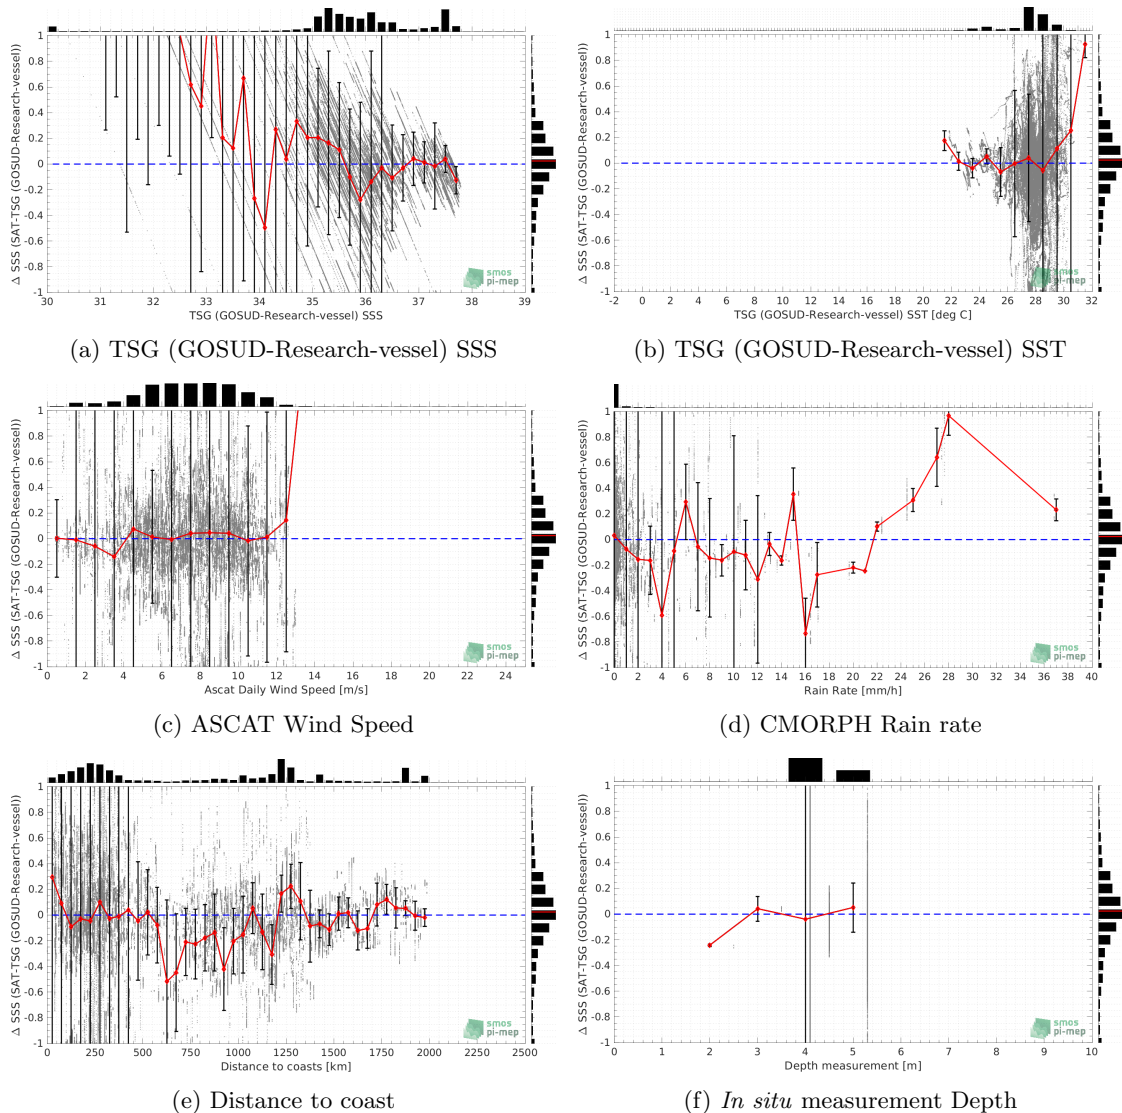 1
0.8
0.6
0.4
0.2
0
-0.2
-0.4
-0.6
-0.8
-1
Δ SSS (SAT-TSG (GOSUD-Research-vessel))
30 31 32 33 34 35 36 37 38 39
TSG (GOSUD-Research-vessel) SSS
smos
pi-mep
(a) TSG (GOSUD-Research-vessel) SSS
1
0.8
0.6
0.4
0.2
0
-0.2
-0.4
-0.6
-0.8
-1
Δ SSS (SAT-TSG (GOSUD-Research-vessel))
-2 0 2 4 6 8 10 12 14 16 18 20 22 24 26 28 30 32
TSG (GOSUD-Research-vessel) SST [deg C]
smos
pi-mep
(b) TSG (GOSUD-Research-vessel) SST
1
0.8
0.6
0.4
0.2
0
-0.2
-0.4
-0.6
-0.8
-1
Δ SSS (SAT-TSG (GOSUD-Research-vessel))
0 2 4 6 8 10 12 14 16 18 20 22 24
Ascat Daily Wind Speed [m/s]
smos
pi-mep
(c) ASCAT Wind Speed
1
0.8
0.6
0.4
0.2
0
-0.2
-0.4
-0.6
-0.8
-1
Δ SSS (SAT-TSG (GOSUD-Research-vessel))
0 2 4 6 8 10 12 14 16 18 20 22 24 26 28 30 32 34 36 38 40
Rain Rate [mm/h]
smos
pi-mep
(d) CMORPH Rain rate
1
0.8
0.6
0.4
0.2
0
-0.2
-0.4
-0.6
-0.8
-1
Δ SSS (SAT-TSG (GOSUD-Research-vessel))
0 250 500 750 1000 1250 1500 1750 2000 2250 2500
Distance to coasts [km]
smos
pi-mep
(e) Distance to coast
1
0.8
0.6
0.4
0.2
0
-0.2
-0.4
-0.6
-0.8
-1
Δ SSS (SAT-TSG (GOSUD-Research-vessel))
0 1 2 3 4 5 6 7 8 9 10
Depth measurement [m]
smos
pi-mep
(f) In situ measurement Depth